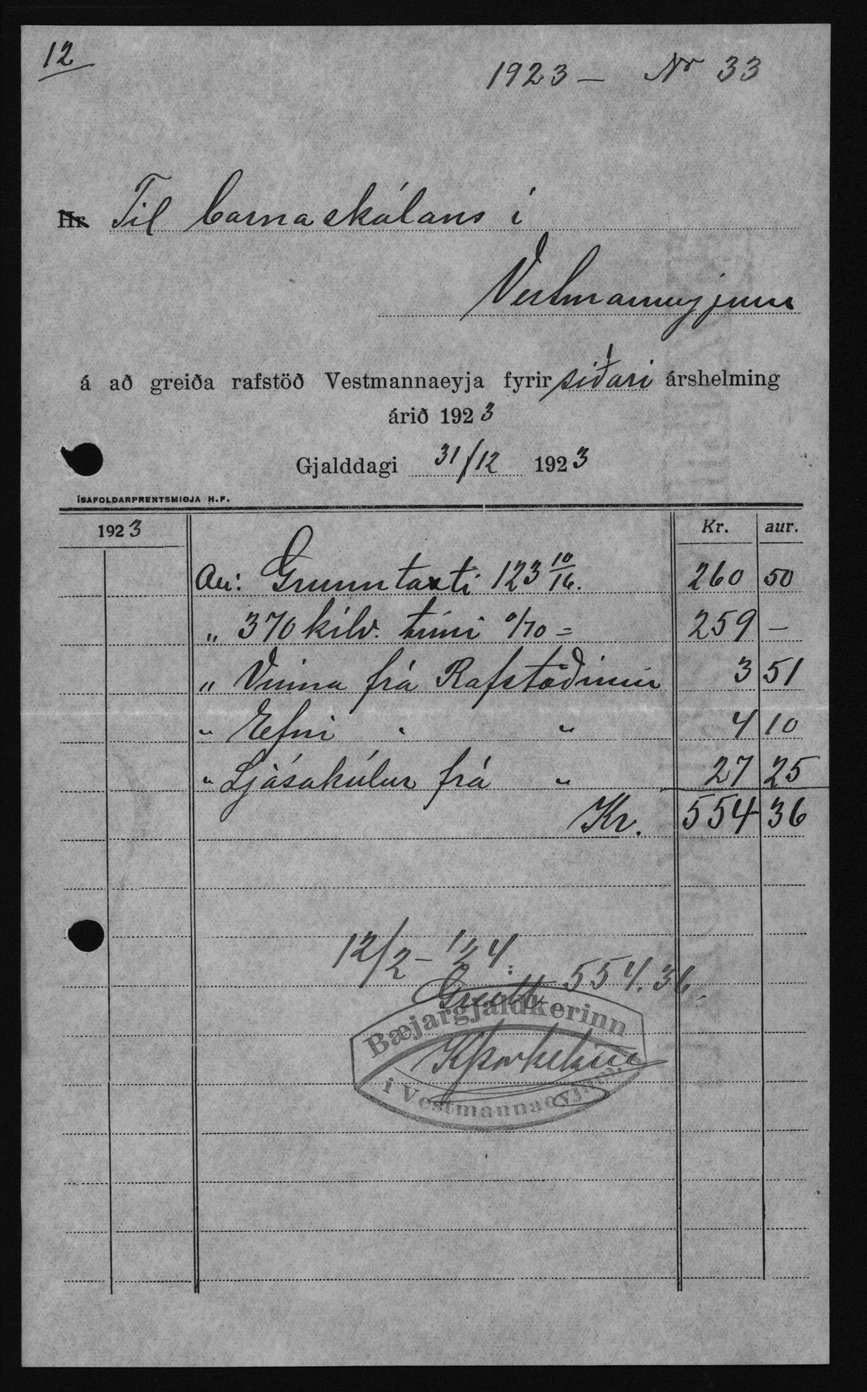 12
1923 — Nr 33
Hr. Til barnaskólans í
Vestmannaeyjum
á að greiða rafstöð Vestmannaeyja fyrir síðari árshelming
árið 1923
Gjalddagi 31/12 1923
ÍSAFOLDARPRENTSMIÐJA H.F.
1923 Kr. aur.
An: Grunntaxti 123 10/16. 260 50
„ 370 kílv. tími 0/70 = 259 —
„ Vinna frá Rafstöðinni 3 51
„ Efni „ „ 4 10
„ Ljósakúlur frá „ 27 25
Kr. 554 36
12/2 – '24. 554.36.
Greitt
Bæjargjaldkerinn
í Vestmannaeyjum